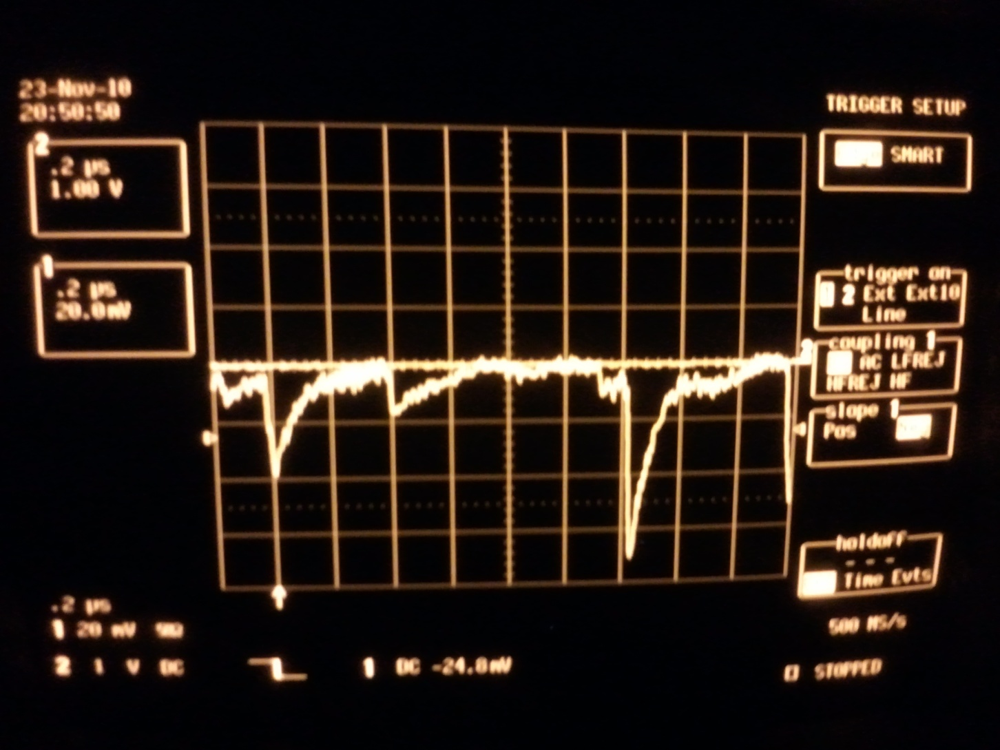 23-Nov-10
20:50:50
2
.2 µs
1.00 V
1
.2 µs
20.0mV
TRIGGER SETUP
SMART
trigger on
1 2 Ext Ext10
Line
2
coupling 1
AC LFREJ
HFREJ HF
slope 1
Pos
holdoff
- - -
Time Evts
.2 µs
1 20 mV 50Ω
2 1 V DC
1 DC -24.8mV
500 MS/s
STOPPED